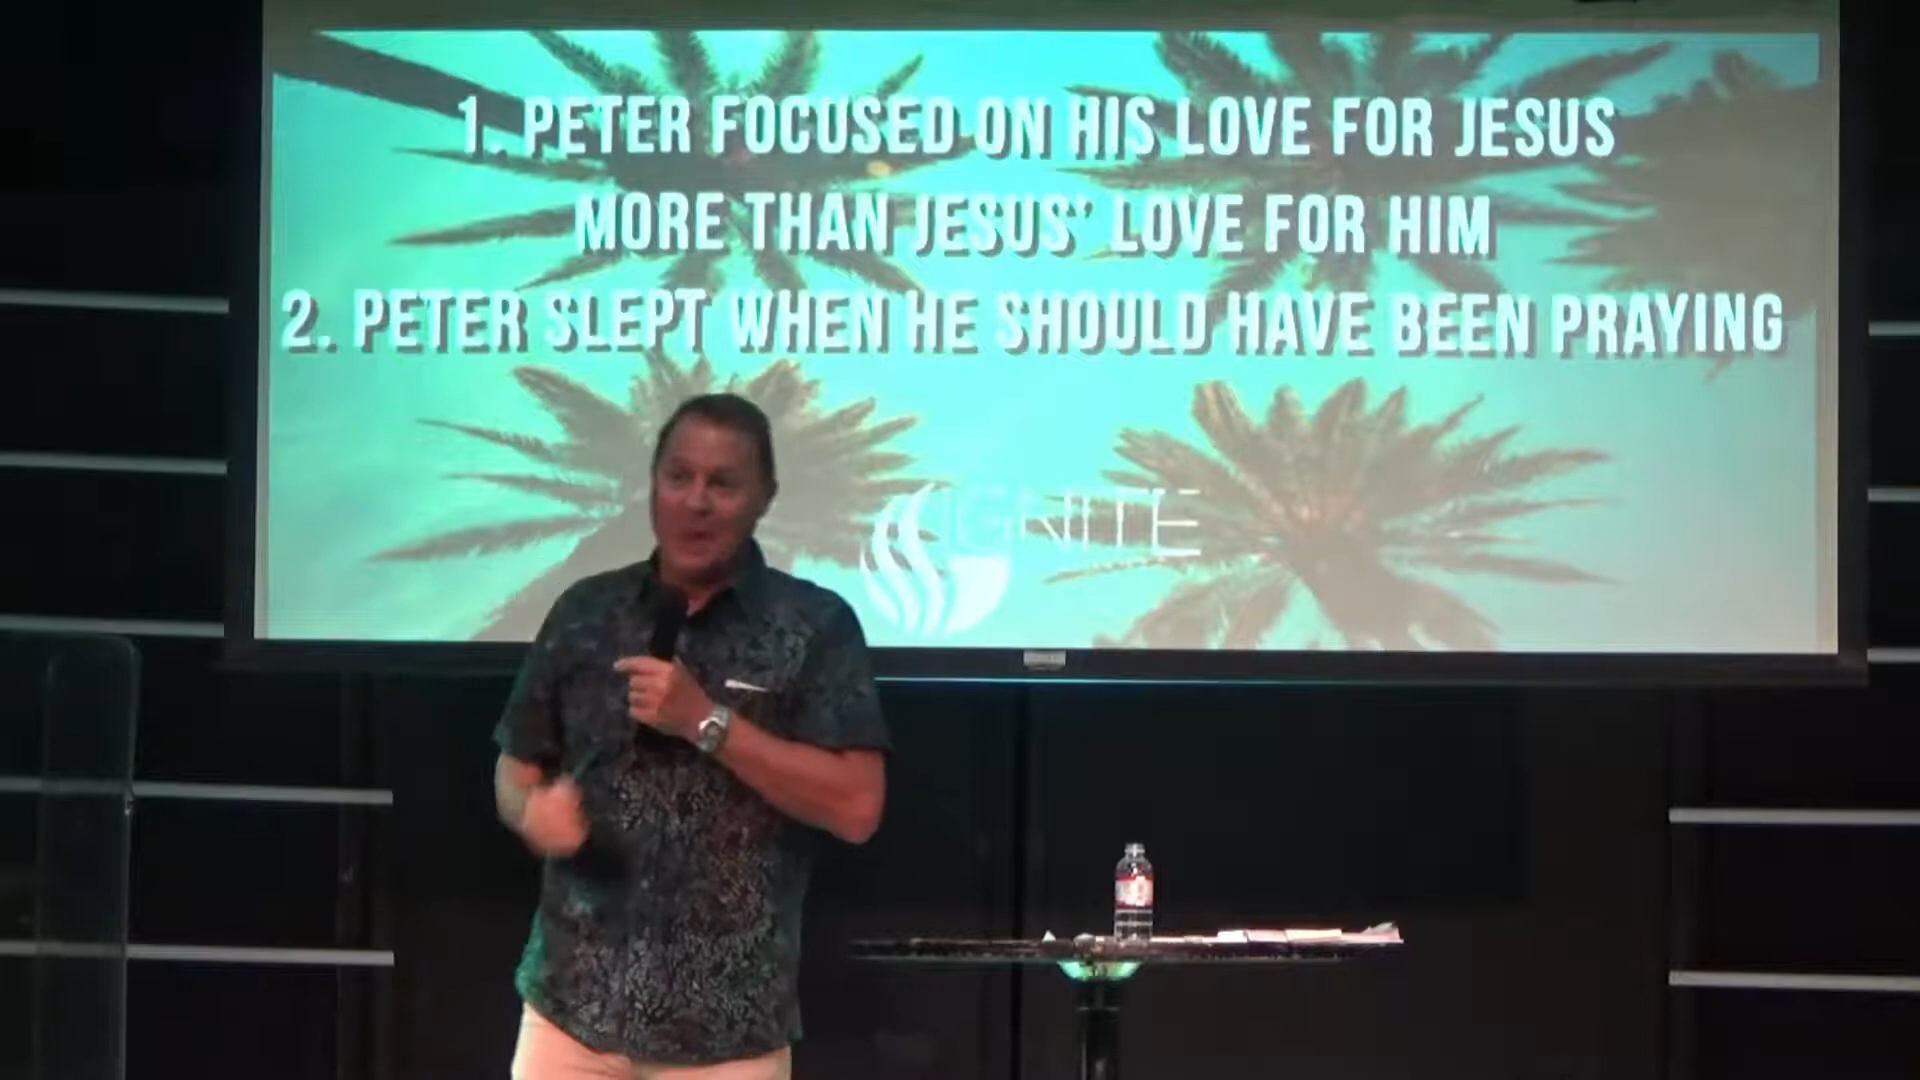 1. PETER FOCUSED ON HIS LOVE FOR JESUS
MORE THAN JESUS' LOVE FOR HIM
2. PETER SLEPT WHEN HE SHOULD HAVE BEEN PRAYING
IGNITE